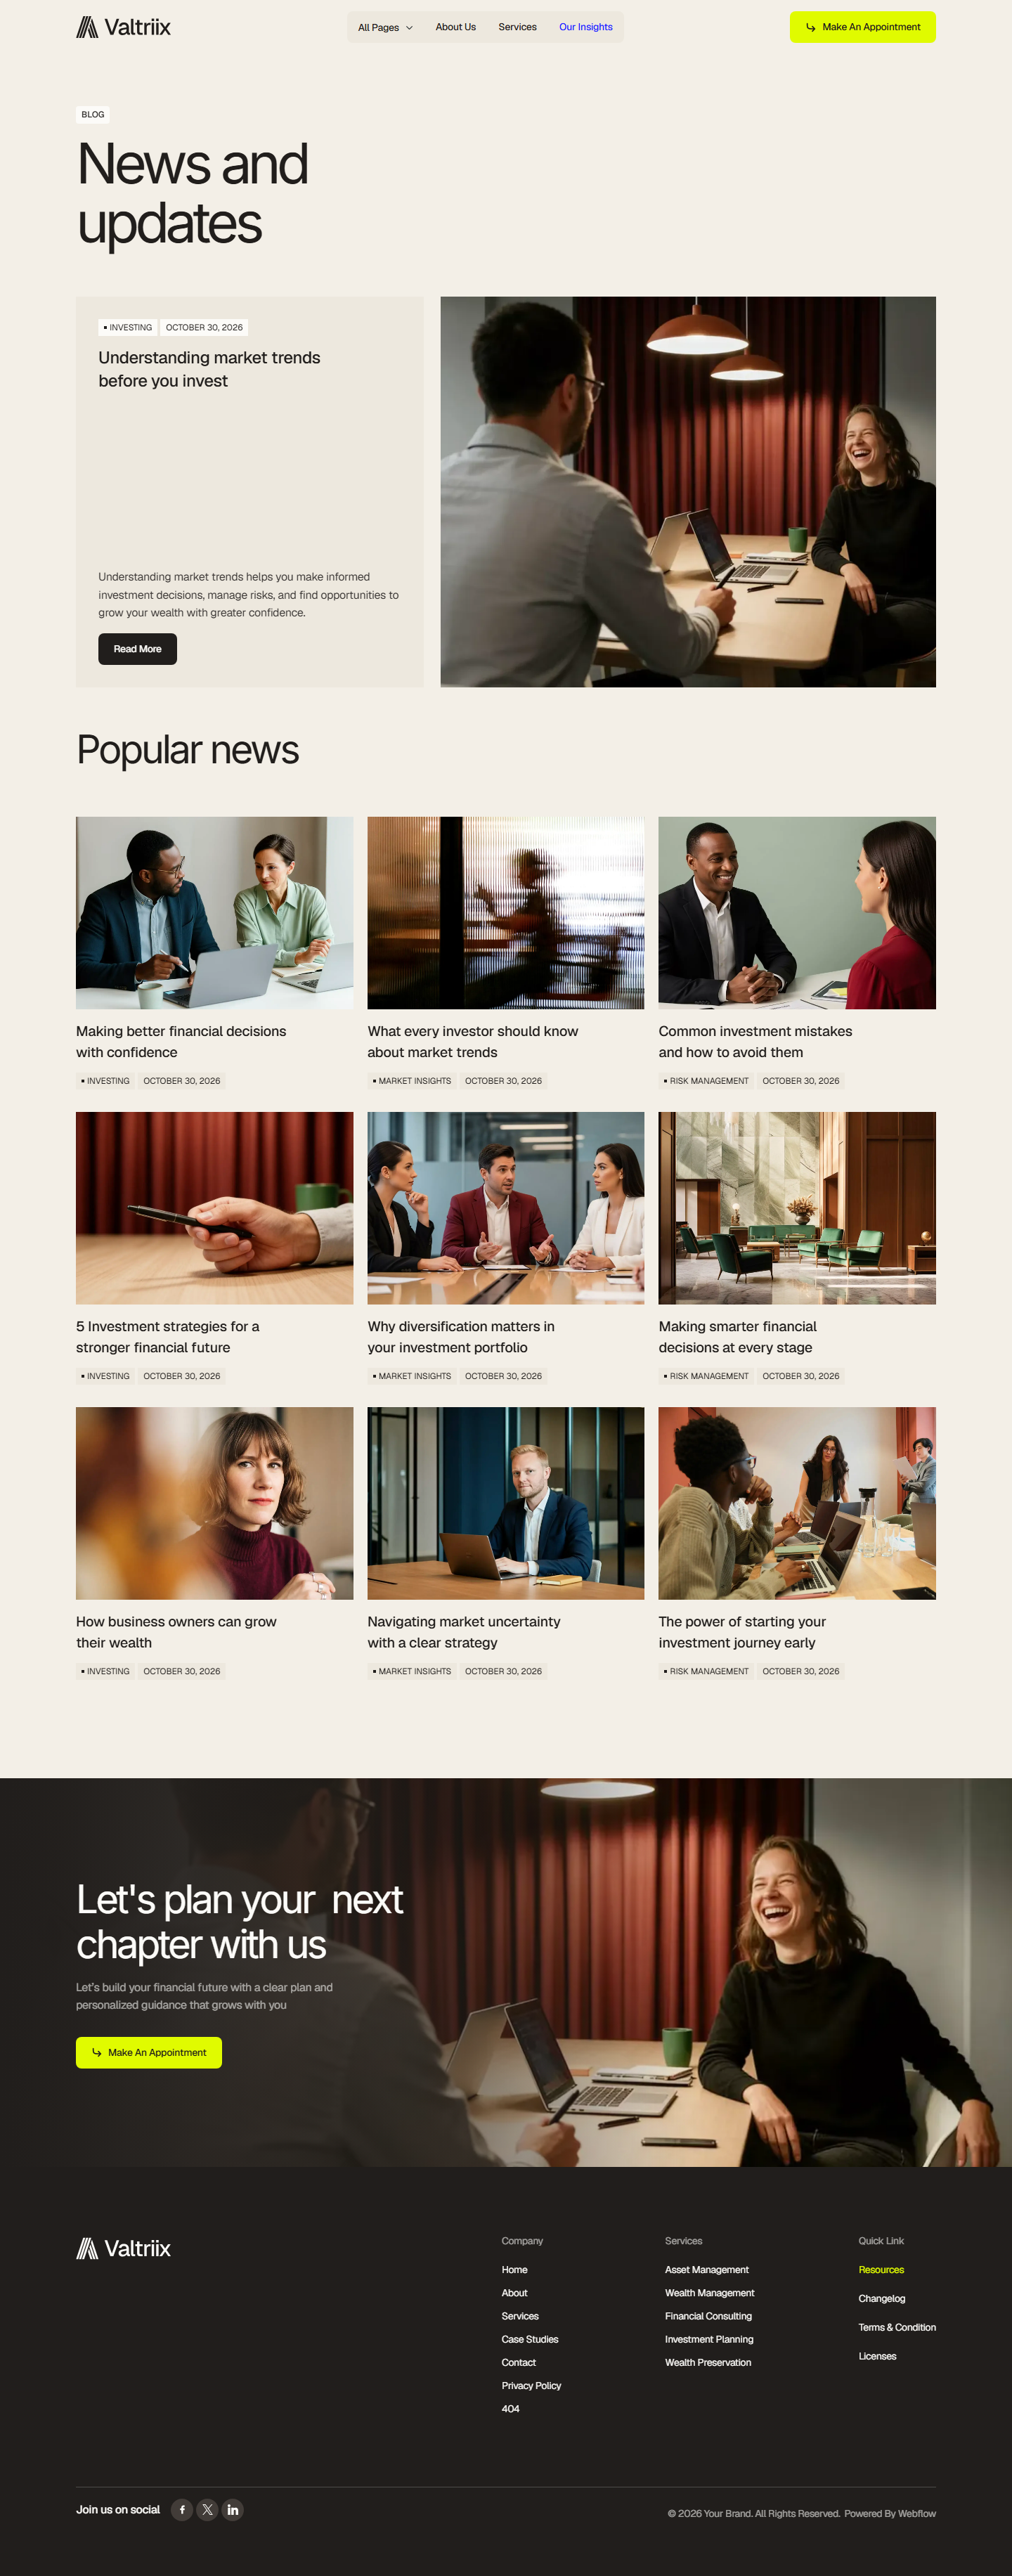 Valtriix
All Pages
About Us
Services
Our Insights
Make An Appointment
BLOG
News and
updates
INVESTING
OCTOBER 30, 2026
Understanding market trends
before you invest
Understanding market trends helps you make informed
investment decisions, manage risks, and find opportunities to
grow your wealth with greater confidence.
Read More
Popular news
Making better financial decisions
with confidence
INVESTING
OCTOBER 30, 2026
What every investor should know
about market trends
MARKET INSIGHTS
OCTOBER 30, 2026
Common investment mistakes
and how to avoid them
RISK MANAGEMENT
OCTOBER 30, 2026
5 Investment strategies for a
stronger financial future
INVESTING
OCTOBER 30, 2026
Why diversification matters in
your investment portfolio
MARKET INSIGHTS
OCTOBER 30, 2026
Making smarter financial
decisions at every stage
RISK MANAGEMENT
OCTOBER 30, 2026
How business owners can grow
their wealth
INVESTING
OCTOBER 30, 2026
Navigating market uncertainty
with a clear strategy
MARKET INSIGHTS
OCTOBER 30, 2026
The power of starting your
investment journey early
RISK MANAGEMENT
OCTOBER 30, 2026
Let's plan your next
chapter with us
Let's build your financial future with a clear plan and
personalized guidance that grows with you
Make An Appointment
Valtriix
Company
Home
About
Services
Case Studies
Contact
Privacy Policy
404
Services
Asset Management
Wealth Management
Financial Consulting
Investment Planning
Wealth Preservation
Quick Link
Resources
Changelog
Terms & Condition
Licenses
Join us on social
© 2026 Your Brand. All Rights Reserved. Powered By Webflow